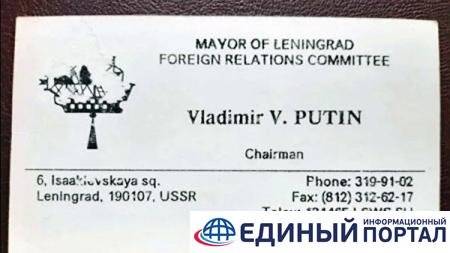 MAYOR OF LENINGRAD
FOREIGN RELATIONS COMMITTEE
Vladimir V. PUTIN
Chairman
6, Isaakievskaya sq.
Leningrad, 190107, USSR
Phone: 319-91-02
Fax: (812) 312-62-17
ЕДИНЫЙ ИНФОРМАЦИОННЫЙ
ПОРТАЛ